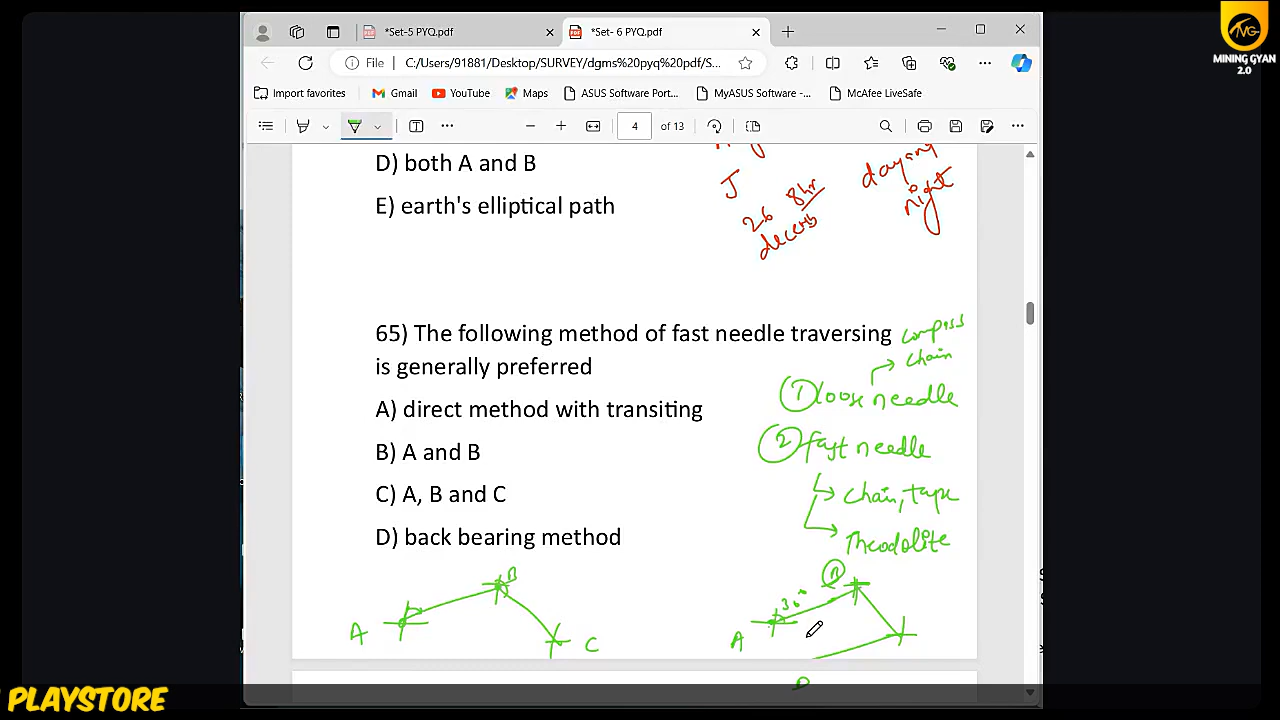 MINING GYAN
2.0
*Set-5 PYQ.pdf
*Set- 6 PYQ.pdf
File
C:/Users/91881/Desktop/SURVEY/dgms%20pyq%20pdf/S...
Import favorites
Gmail
YouTube
Maps
ASUS Software Port...
MyASUS Software -...
McAfee LiveSafe
4
of 13
D) both A and B
E) earth's elliptical path
J
26
8hr
day and
night
65) The following method of fast needle traversing
is generally preferred
A) direct method with transiting
B) A and B
C) A, B and C
D) back bearing method
compass
chain
1 loose needle
2 fast needle
chain, tape
Theodolite
A
B
C
A
B
30°
D
PLAYSTORE